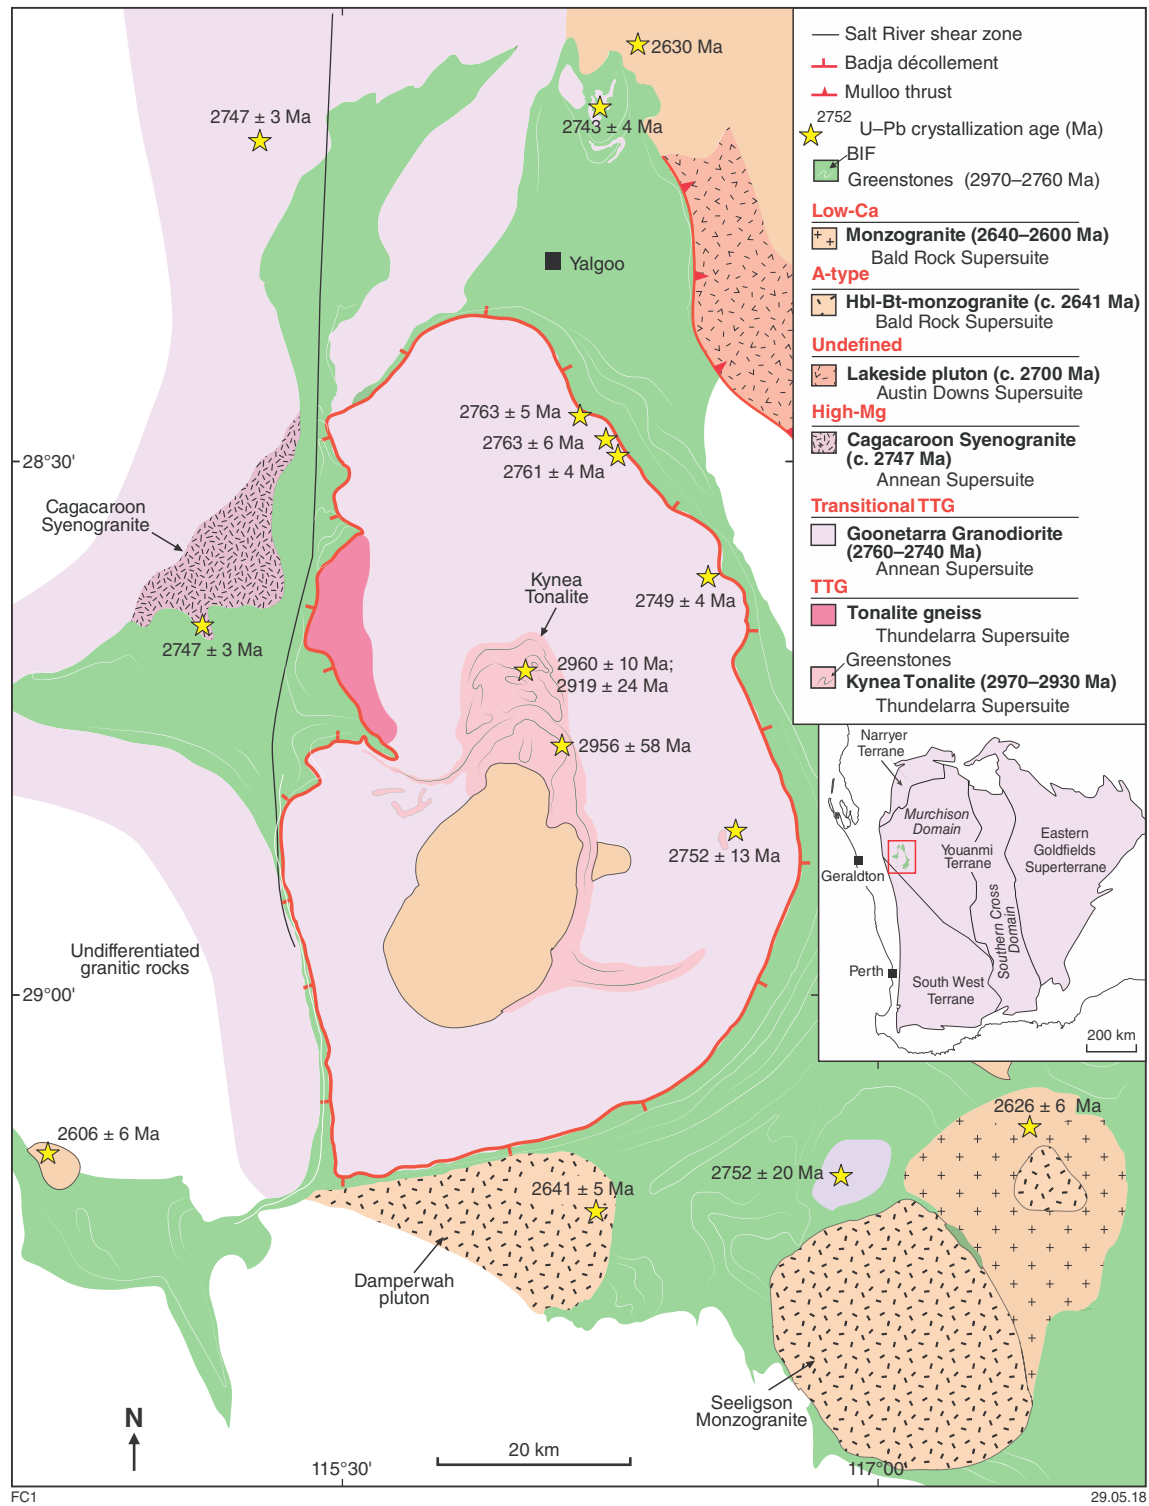 2630 Ma
2747 ± 3 Ma
2743 ± 4 Ma
Yalgoo
2763 ± 5 Ma
2763 ± 6 Ma
2761 ± 4 Ma
28°30'
Cagacaroon
Syenogranite
Kynea
Tonalite
2749 ± 4 Ma
2747 ± 3 Ma
2960 ± 10 Ma;
2919 ± 24 Ma
2956 ± 58 Ma
2752 ± 13 Ma
Undifferentiated
granitic rocks
29°00'
2606 ± 6 Ma
2626 ± 6 Ma
2752 ± 20 Ma
2641 ± 5 Ma
Damperwah
pluton
Seeligson
Monzogranite
N
20 km
115°30'
117°00'
FC1
29.05.18
Salt River shear zone
Badja décollement
Mulloo thrust
2752
U–Pb crystallization age (Ma)
BIF
Greenstones (2970–2760 Ma)
Low-Ca
Monzogranite (2640–2600 Ma)
Bald Rock Supersuite
A-type
Hbl-Bt-monzogranite (c. 2641 Ma)
Bald Rock Supersuite
Undefined
Lakeside pluton (c. 2700 Ma)
Austin Downs Supersuite
High-Mg
Cagacaroon Syenogranite
(c. 2747 Ma)
Annean Supersuite
Transitional TTG
Goonetarra Granodiorite
(2760–2740 Ma)
Annean Supersuite
TTG
Tonalite gneiss
Thundelarra Supersuite
Greenstones
Kynea Tonalite (2970–2930 Ma)
Thundelarra Supersuite
Narryer
Terrane
Murchison
Domain
Youanmi
Terrane
Eastern
Goldfields
Superterrane
Geraldton
Southern Cross
Domain
Perth
South West
Terrane
200 km